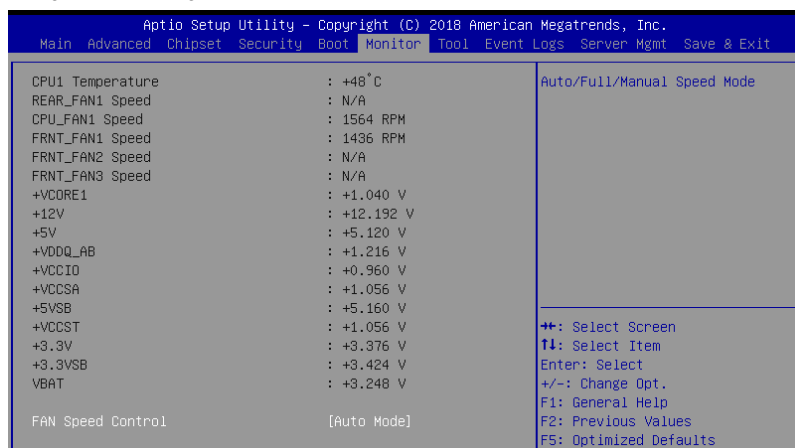 Aptio Setup Utility – Copyright (C) 2018 American Megatrends, Inc.
Main Advanced Chipset Security Boot Monitor Tool Event Logs Server Mgmt Save & Exit
CPU1 Temperature : +48°C
REAR_FAN1 Speed : N/A
CPU_FAN1 Speed : 1564 RPM
FRNT_FAN1 Speed : 1436 RPM
FRNT_FAN2 Speed : N/A
FRNT_FAN3 Speed : N/A
+VCORE1 : +1.040 V
+12V : +12.192 V
+5V : +5.120 V
+VDDQ_AB : +1.216 V
+VCCIO : +0.960 V
+VCCSA : +1.056 V
+5VSB : +5.160 V
+VCCST : +1.056 V
+3.3V : +3.376 V
+3.3VSB : +3.424 V
VBAT : +3.248 V
FAN Speed Control [Auto Mode]
Auto/Full/Manual Speed Mode
→←: Select Screen
↑↓: Select Item
Enter: Select
+/-: Change Opt.
F1: General Help
F2: Previous Values
F5: Optimized Defaults